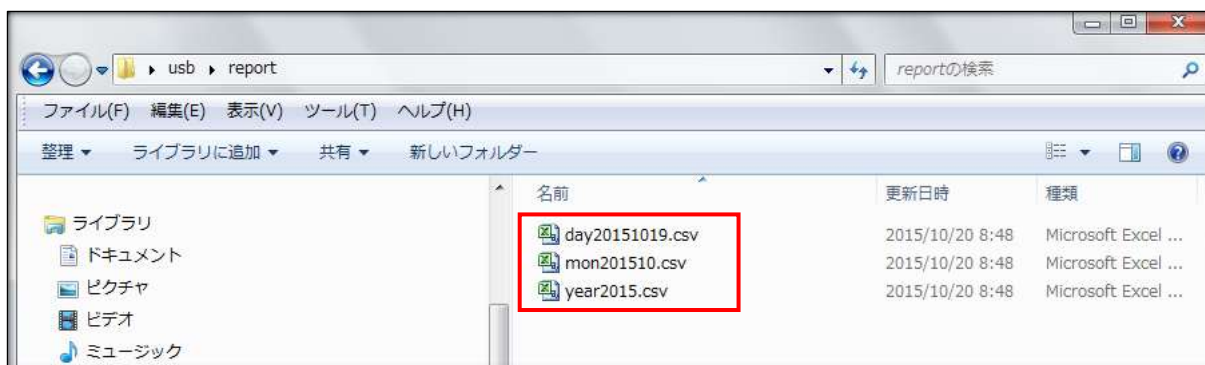 usb report
reportの検索
ファイル(F) 編集(E) 表示(V) ツール(T) ヘルプ(H)
整理 ライブラリに追加 共有 新しいフォルダー
名前 更新日時 種類
ライブラリ
ドキュメント
ピクチャ
ビデオ
ミュージック
day20151019.csv 2015/10/20 8:48 Microsoft Excel ...
mon201510.csv 2015/10/20 8:48 Microsoft Excel ...
year2015.csv 2015/10/20 8:48 Microsoft Excel ...